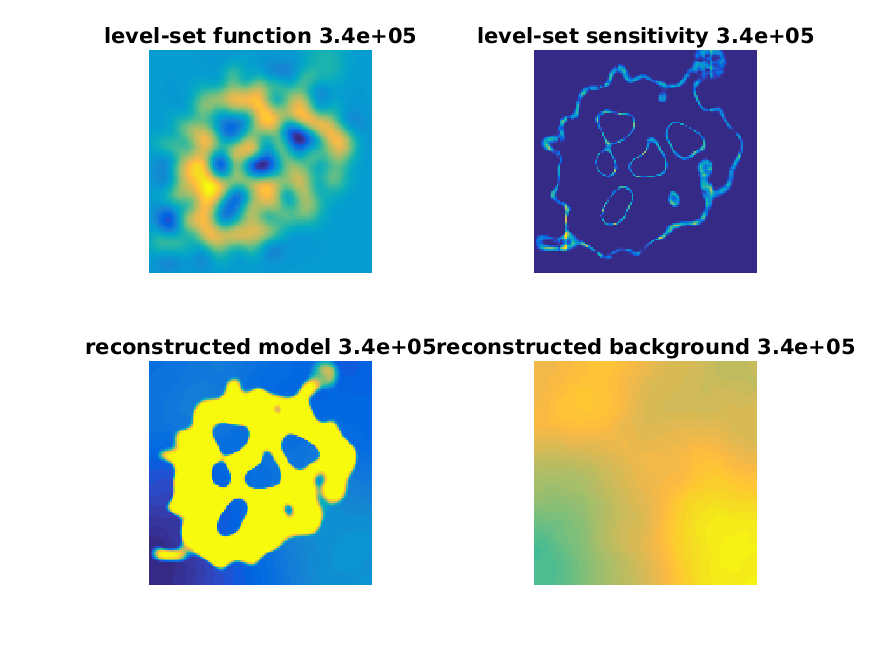 level-set function 3.4e+05
level-set sensitivity 3.4e+05
reconstructed model 3.4e+05
reconstructed background 3.4e+05